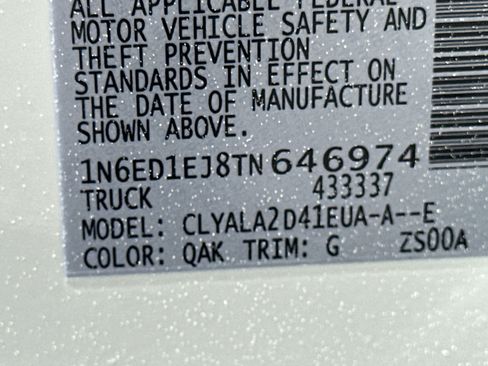 ALL APPLICABLE FEDERAL
MOTOR VEHICLE SAFETY AND
THEFT PREVENTION
STANDARDS IN EFFECT ON
THE DATE OF MANUFACTURE
SHOWN ABOVE.
1N6ED1EJ8TN646974
TRUCK 433337
MODEL: CLYALA2D41EUA-A--E
COLOR: QAK TRIM: G ZS00A